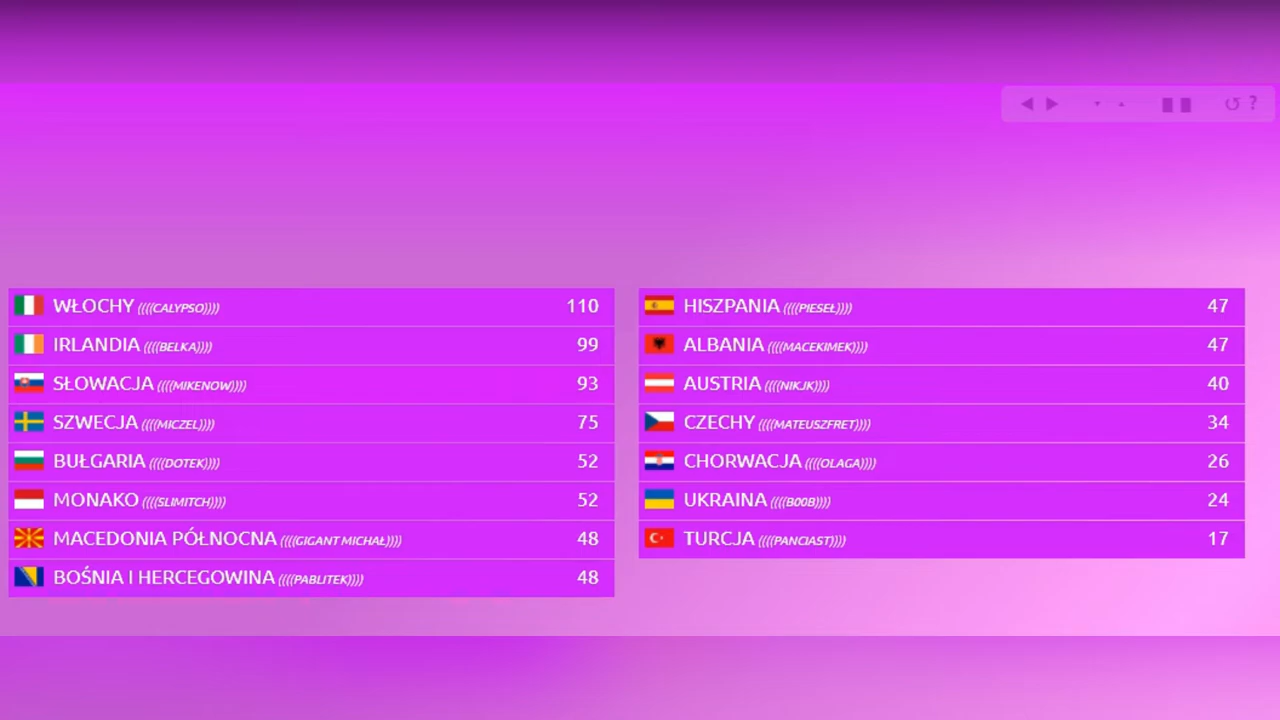 ?
WŁOCHY ((((CALYPSO)))) 110
IRLANDIA ((((BELKA)))) 99
SŁOWACJA ((((MIKENOW)))) 93
SZWECJA ((((MICZEL)))) 75
BUŁGARIA ((((DOTEK)))) 52
MONAKO ((((SLIMITCH)))) 52
MACEDONIA PÓŁNOCNA ((((GIGANT MICHAŁ)))) 48
BOŚNIA I HERCEGOWINA ((((PABLITEK)))) 48
HISZPANIA ((((PIESEŁ)))) 47
ALBANIA ((((MACEKIMEK)))) 47
AUSTRIA ((((NIKJK)))) 40
CZECHY ((((MATEUSZFRET)))) 34
CHORWACJA ((((OLAGA)))) 26
UKRAINA ((((B00B)))) 24
TURCJA ((((PANCIAST)))) 17